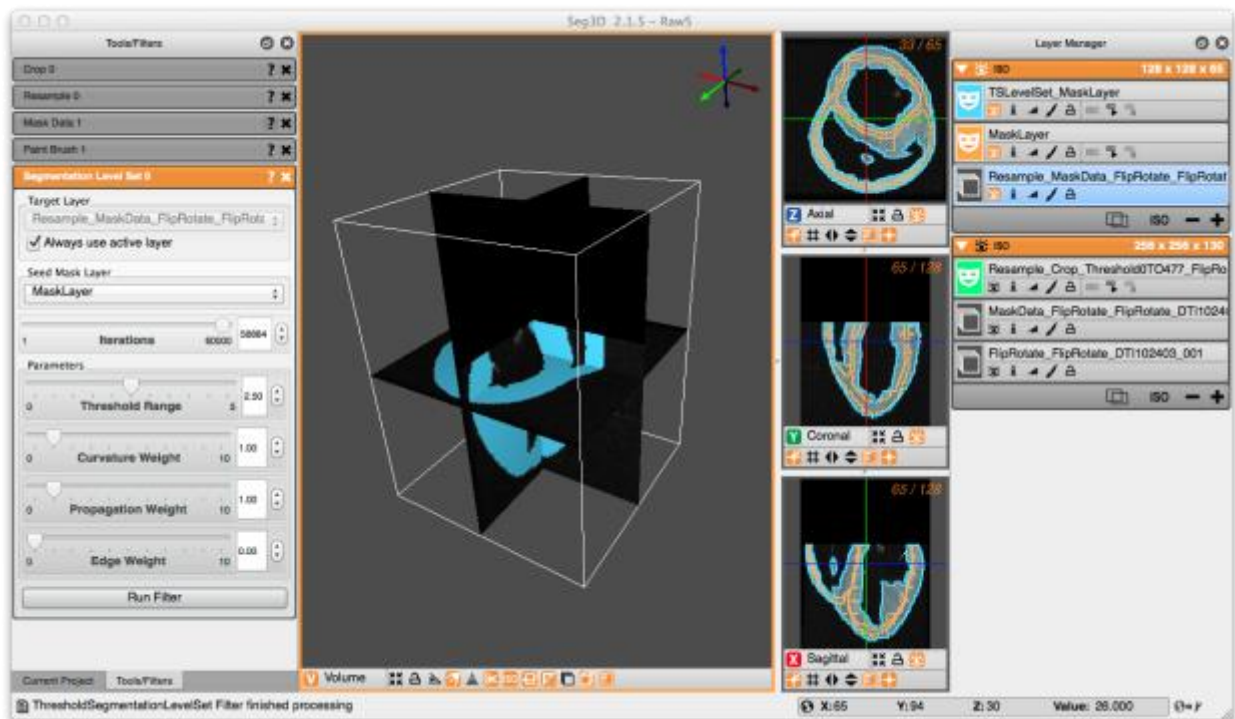 Seg3D 2.1.5 - Raw5
Tools/Filters
Crop 0
Resample 0
Mask Data 1
Paint Brush 1
Segmentation Level Set 0
Target Layer
Resample_MaskData_FlipRotate_FlipRota
Always use active layer
Seed Mask Layer
MaskLayer
1 Iterations 60000
Parameters
0 Threshold Range 5 2.50
0 Curvature Weight 10 1.00
0 Propagation Weight 10 1.00
0 Edge Weight 10 0.00
Run Filter
Current Project Tools/Filters
V Volume
33 / 65
Z Axial
65 / 128
Y Coronal
65 / 128
X Sagittal
Layer Manager
ISO 128 x 128 x 65
TSLevelSet_MaskLayer
MaskLayer
Resample_MaskData_FlipRotate_FlipRotat
ISO
ISO 256 x 256 x 130
Resample_Crop_Threshold0TO477_FlipRo
MaskData_FlipRotate_FlipRotate_DTI10240
FlipRotate_FlipRotate_DTI102403_001
ISO
ThresholdSegmentationLevelSet Filter finished processing
X: 65 Y: 94 Z: 30 Value: 26.000